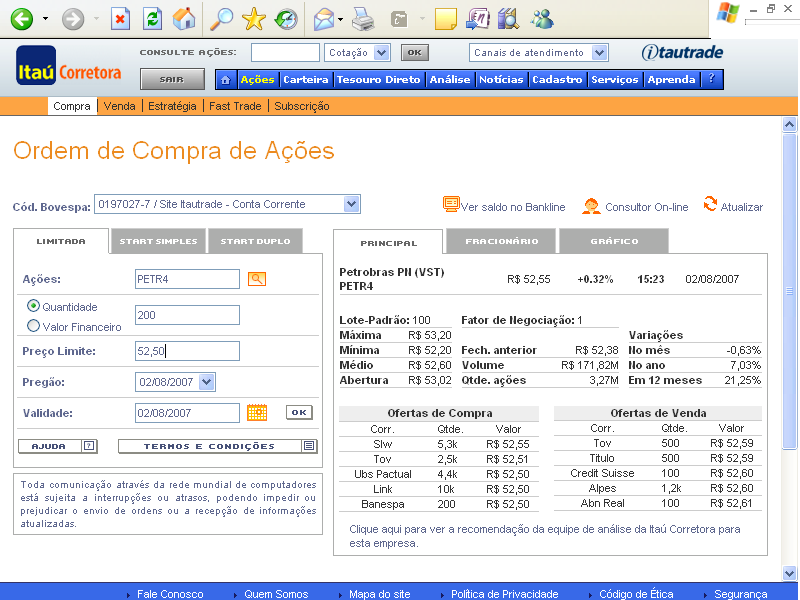 CONSULTE AÇÕES: Cotação OK Canais de atendimento itautrade
Itaú Corretora
SAIR
Ações Carteira Tesouro Direto Análise Notícias Cadastro Serviços Aprenda ?
Compra Venda Estratégia Fast Trade Subscrição
Ordem de Compra de Ações
Cód. Bovespa: 0197027-7 / Site Itautrade - Conta Corrente
Ver saldo no Bankline Consultor On-line Atualizar
LIMITADA START SIMPLES START DUPLO
Ações: PETR4
Quantidade 200
Valor Financeiro
Preço Limite: 52,50
Pregão: 02/08/2007
Validade: 02/08/2007 OK
AJUDA ? TERMOS E CONDIÇÕES
Toda comunicação através da rede mundial de computadores
está sujeita a interrupções ou atrasos, podendo impedir ou
prejudicar o envio de ordens ou a recepção de informações
atualizadas.
PRINCIPAL FRACIONÁRIO GRÁFICO
Petrobras PN (VST)
PETR4 R$ 52,55 +0.32% 15:23 02/08/2007
Lote-Padrão: 100 Fator de Negociação: 1
Máxima R$ 53,20 Variações
Mínima R$ 52,20 Fech. anterior R$ 52,38 No mês -0,63%
Médio R$ 52,60 Volume R$ 171,82M No ano 7,03%
Abertura R$ 53,02 Qtde. ações 3,27M Em 12 meses 21,25%
Ofertas de Compra
Corr. Qtde. Valor
Slw 5,3k R$ 52,55
Tov 2,5k R$ 52,51
Ubs Pactual 4,4k R$ 52,50
Link 10k R$ 52,50
Banespa 200 R$ 52,50
Ofertas de Venda
Corr. Qtde. Valor
Tov 500 R$ 52,59
Titulo 500 R$ 52,59
Credit Suisse 100 R$ 52,60
Alpes 1,2k R$ 52,60
Abn Real 100 R$ 52,61
Clique aqui para ver a recomendação da equipe de análise da Itaú Corretora para
esta empresa.
Fale Conosco Quem Somos Mapa do site Política de Privacidade Código de Ética Segurança